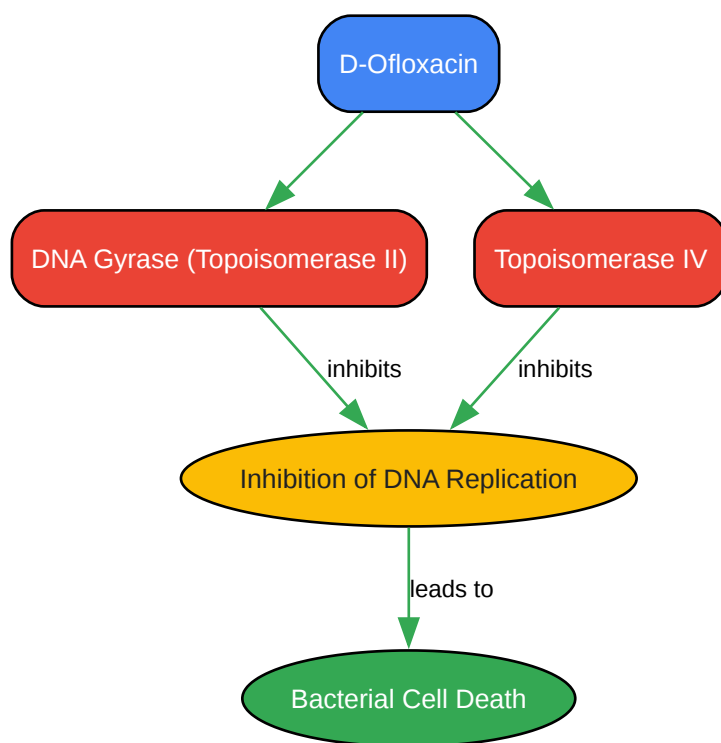 D-Ofloxacin
DNA Gyrase (Topoisomerase II)
Topoisomerase IV
inhibits
inhibits
Inhibition of DNA Replication
leads to
Bacterial Cell Death